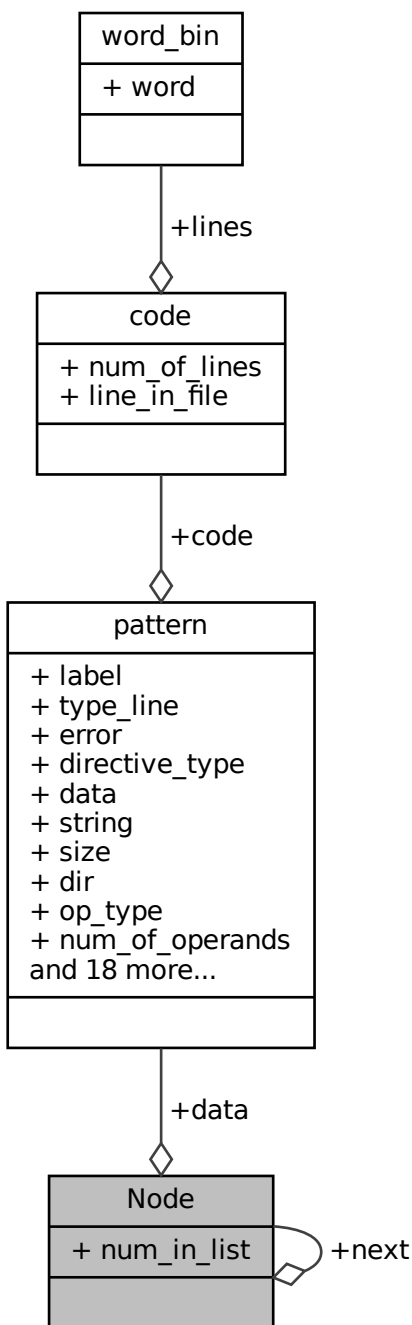 word_bin
+ word
+lines
code
+ num_of_lines
+ line_in_file
+code
pattern
+ label
+ type_line
+ error
+ directive_type
+ data
+ string
+ size
+ dir
+ op_type
+ num_of_operands
and 18 more...
+data
Node
+ num_in_list
+next